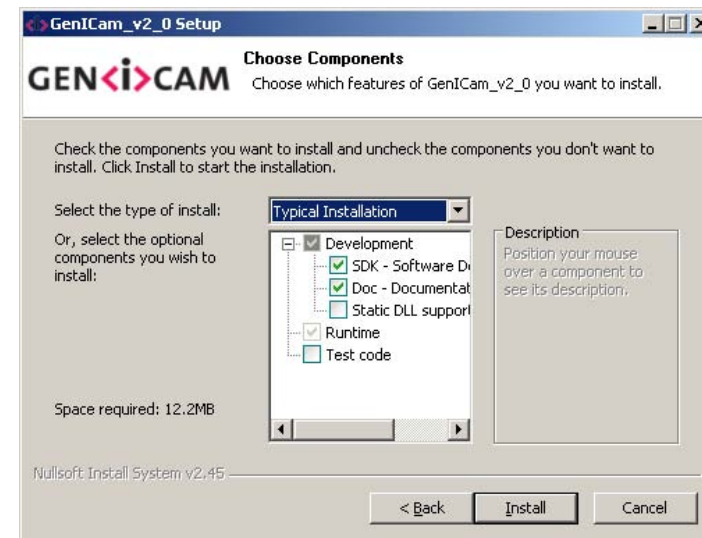 GenICam_v2_0 Setup
GEN<i>CAM
Choose Components
Choose which features of GenICam_v2_0 you want to install.
Check the components you want to install and uncheck the components you don't want to
install. Click Install to start the installation.
Select the type of install:
Typical Installation
Or, select the optional
components you wish to
install:
Development
SDK - Software De
Doc - Documentat
Static DLL support
Runtime
Test code
Description
Position your mouse
over a component to
see its description.
Space required: 12.2MB
Nullsoft Install System v2.45
< Back
Install
Cancel